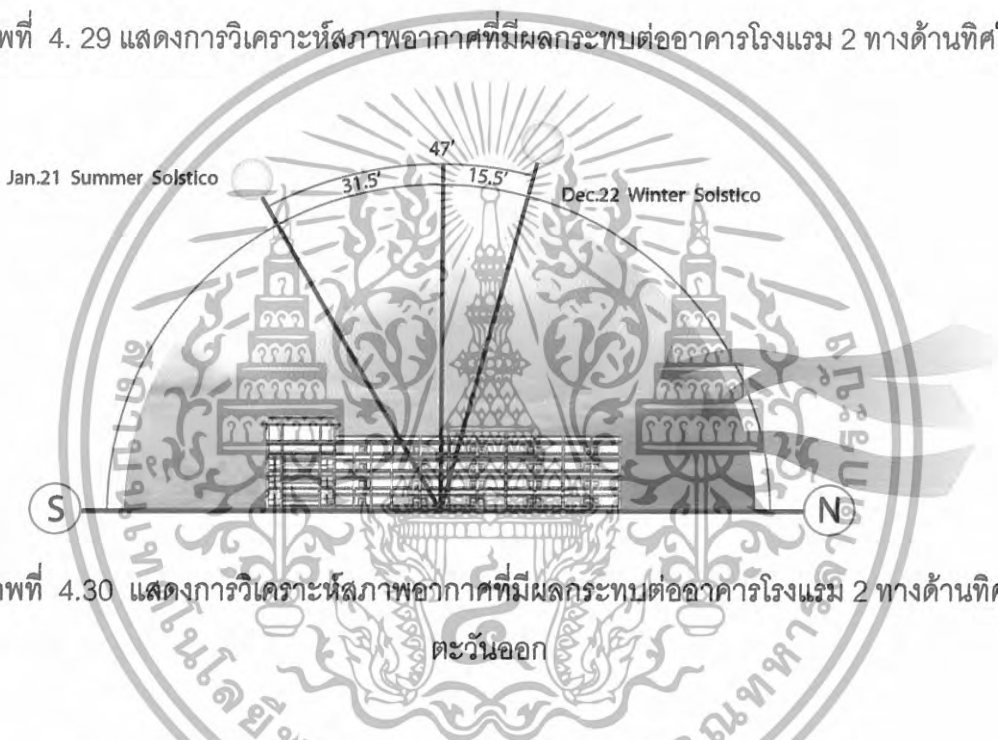 พที่ 4. 29 แสดงการวิเคราะห์สภาพอากาศที่มีผลกระทบต่ออาคารโรงแรม 2 ทางด้านทิศ
47'
Jan.21 Summer Solstico
31.5'
15.5'
Dec.22 Winter Solstico
S
N
าพที่ 4.30 แสดงการวิเคราะห์สภาพอากาศที่มีผลกระทบต่ออาคารโรงแรม 2 ทางด้านทิศ
ตะวันออก